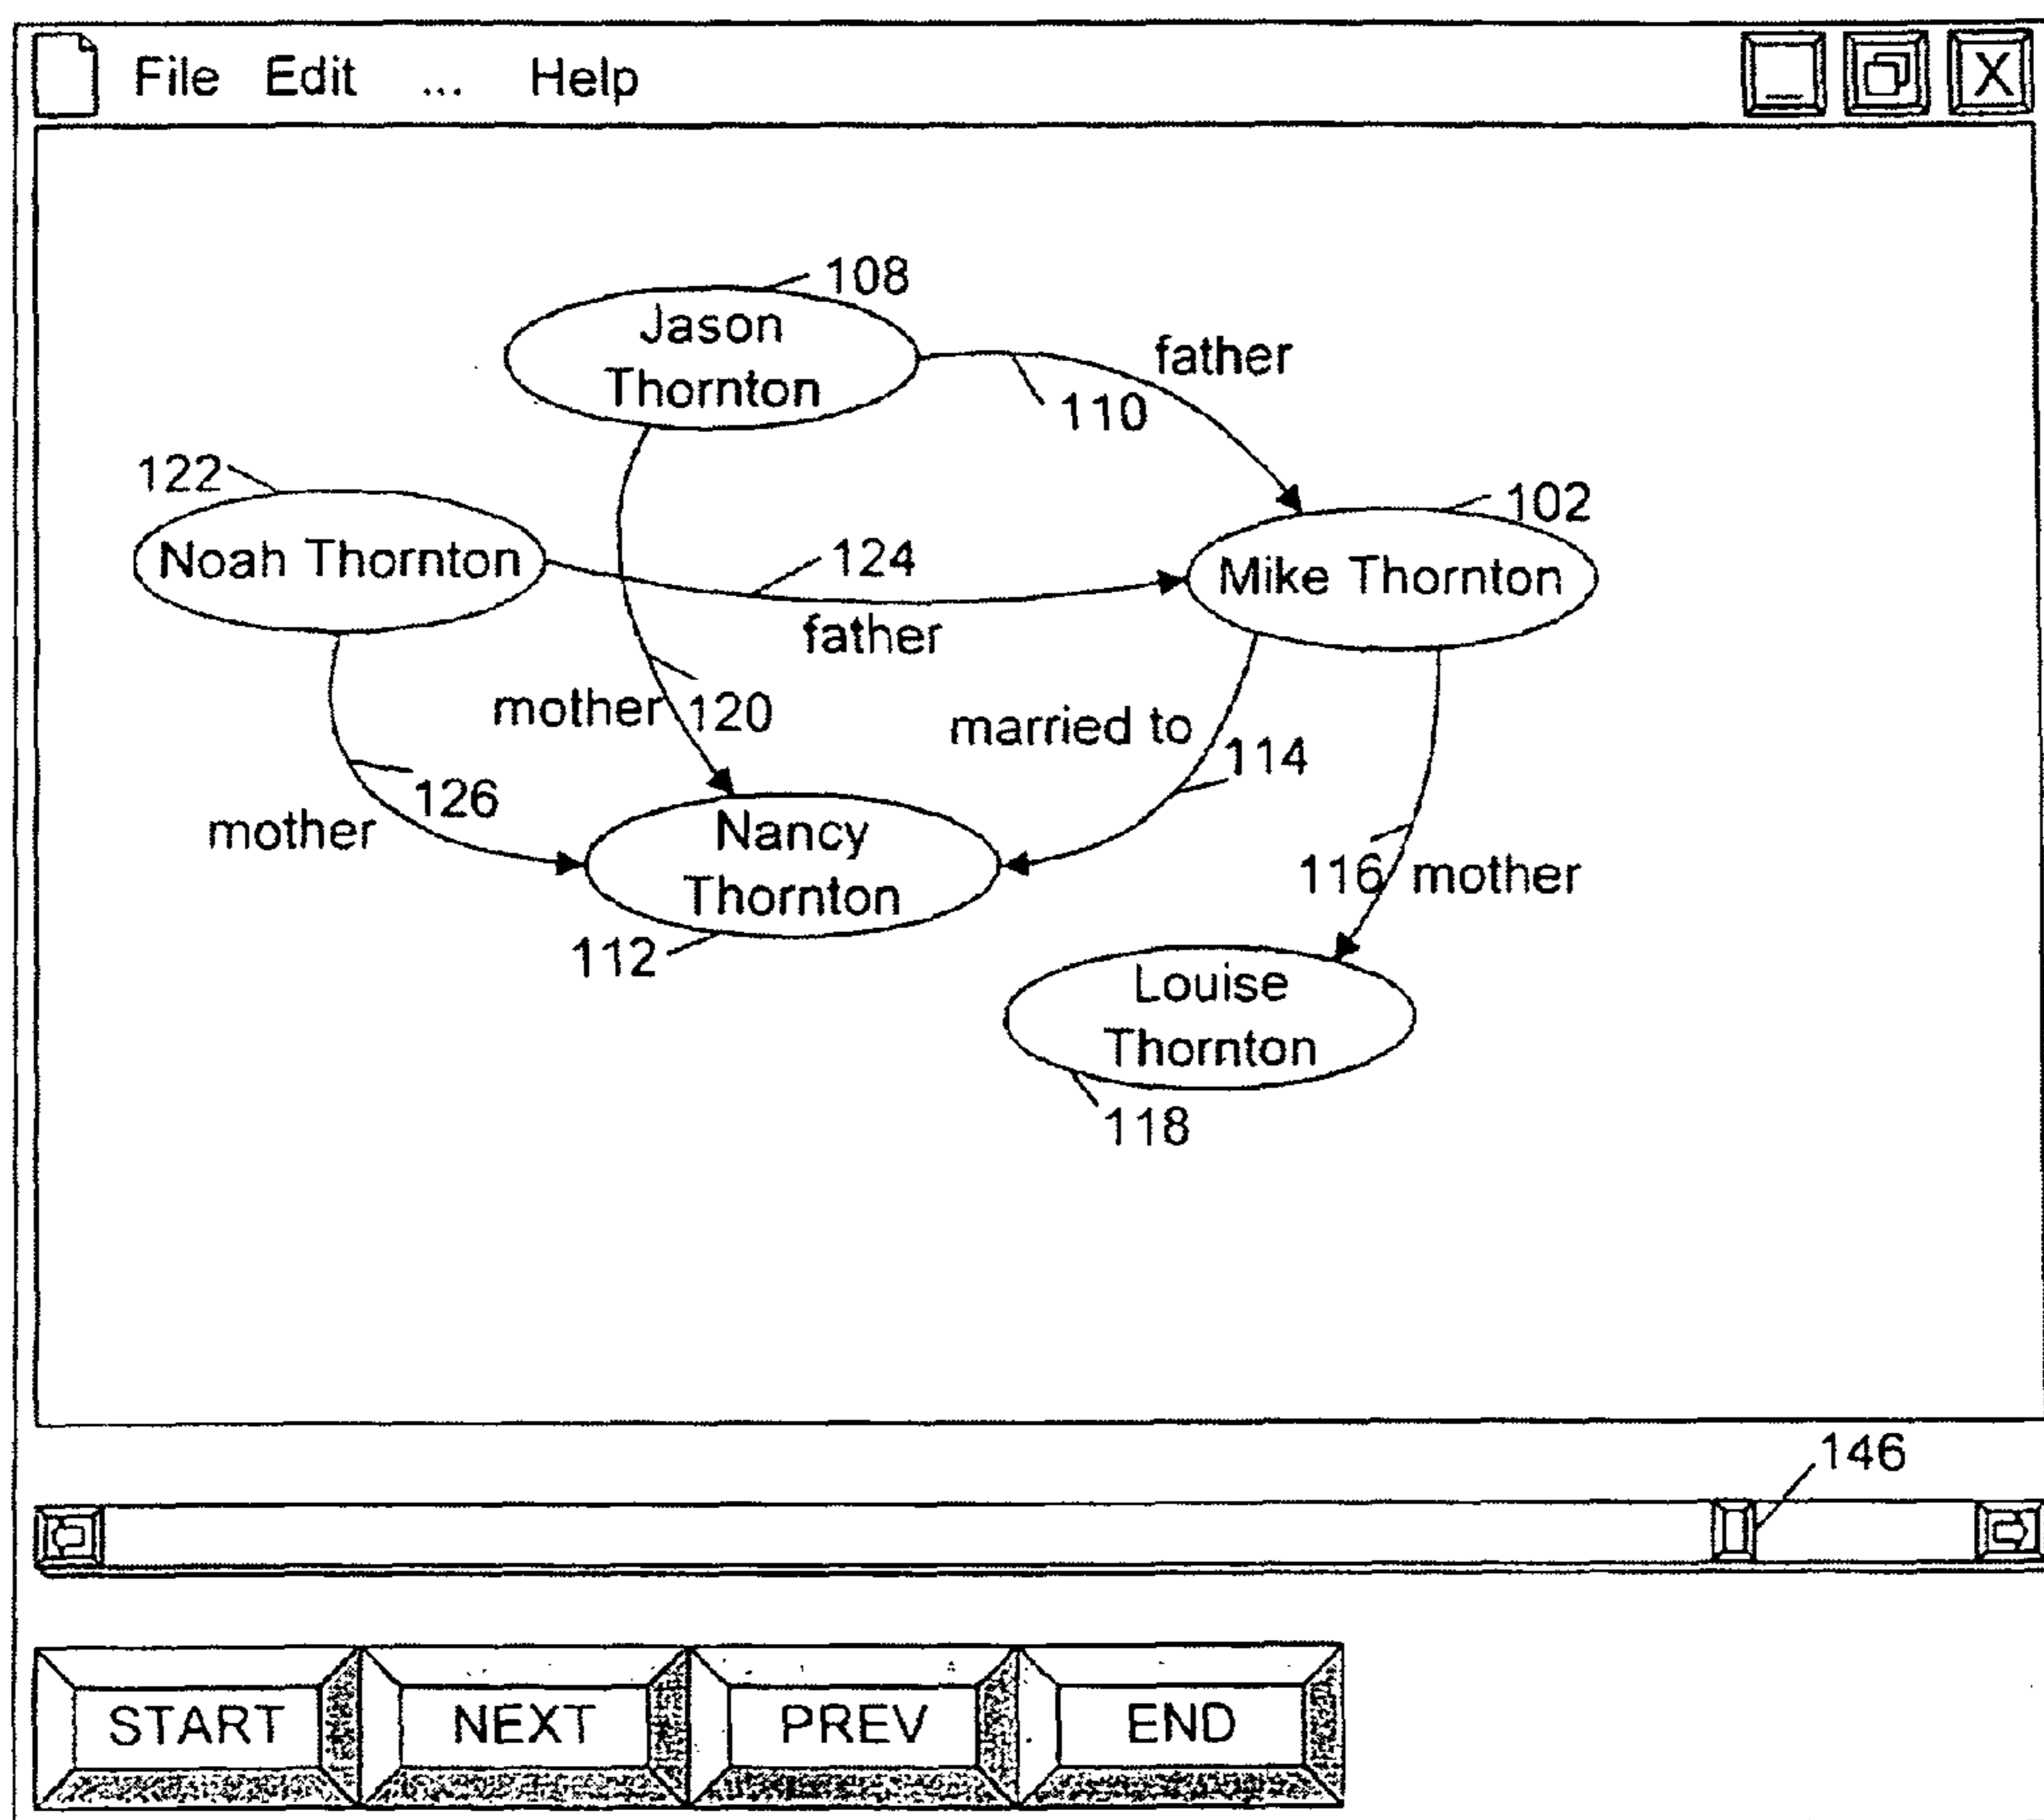 File Edit ... Help
X
108
Jason
Thornton
father
110
122
102
Noah Thornton
124
Mike Thornton
father
mother
120
married to
114
126
mother
Nancy
Thornton
116
mother
112
Louise
Thornton
118
146
START
NEXT
PREV
END